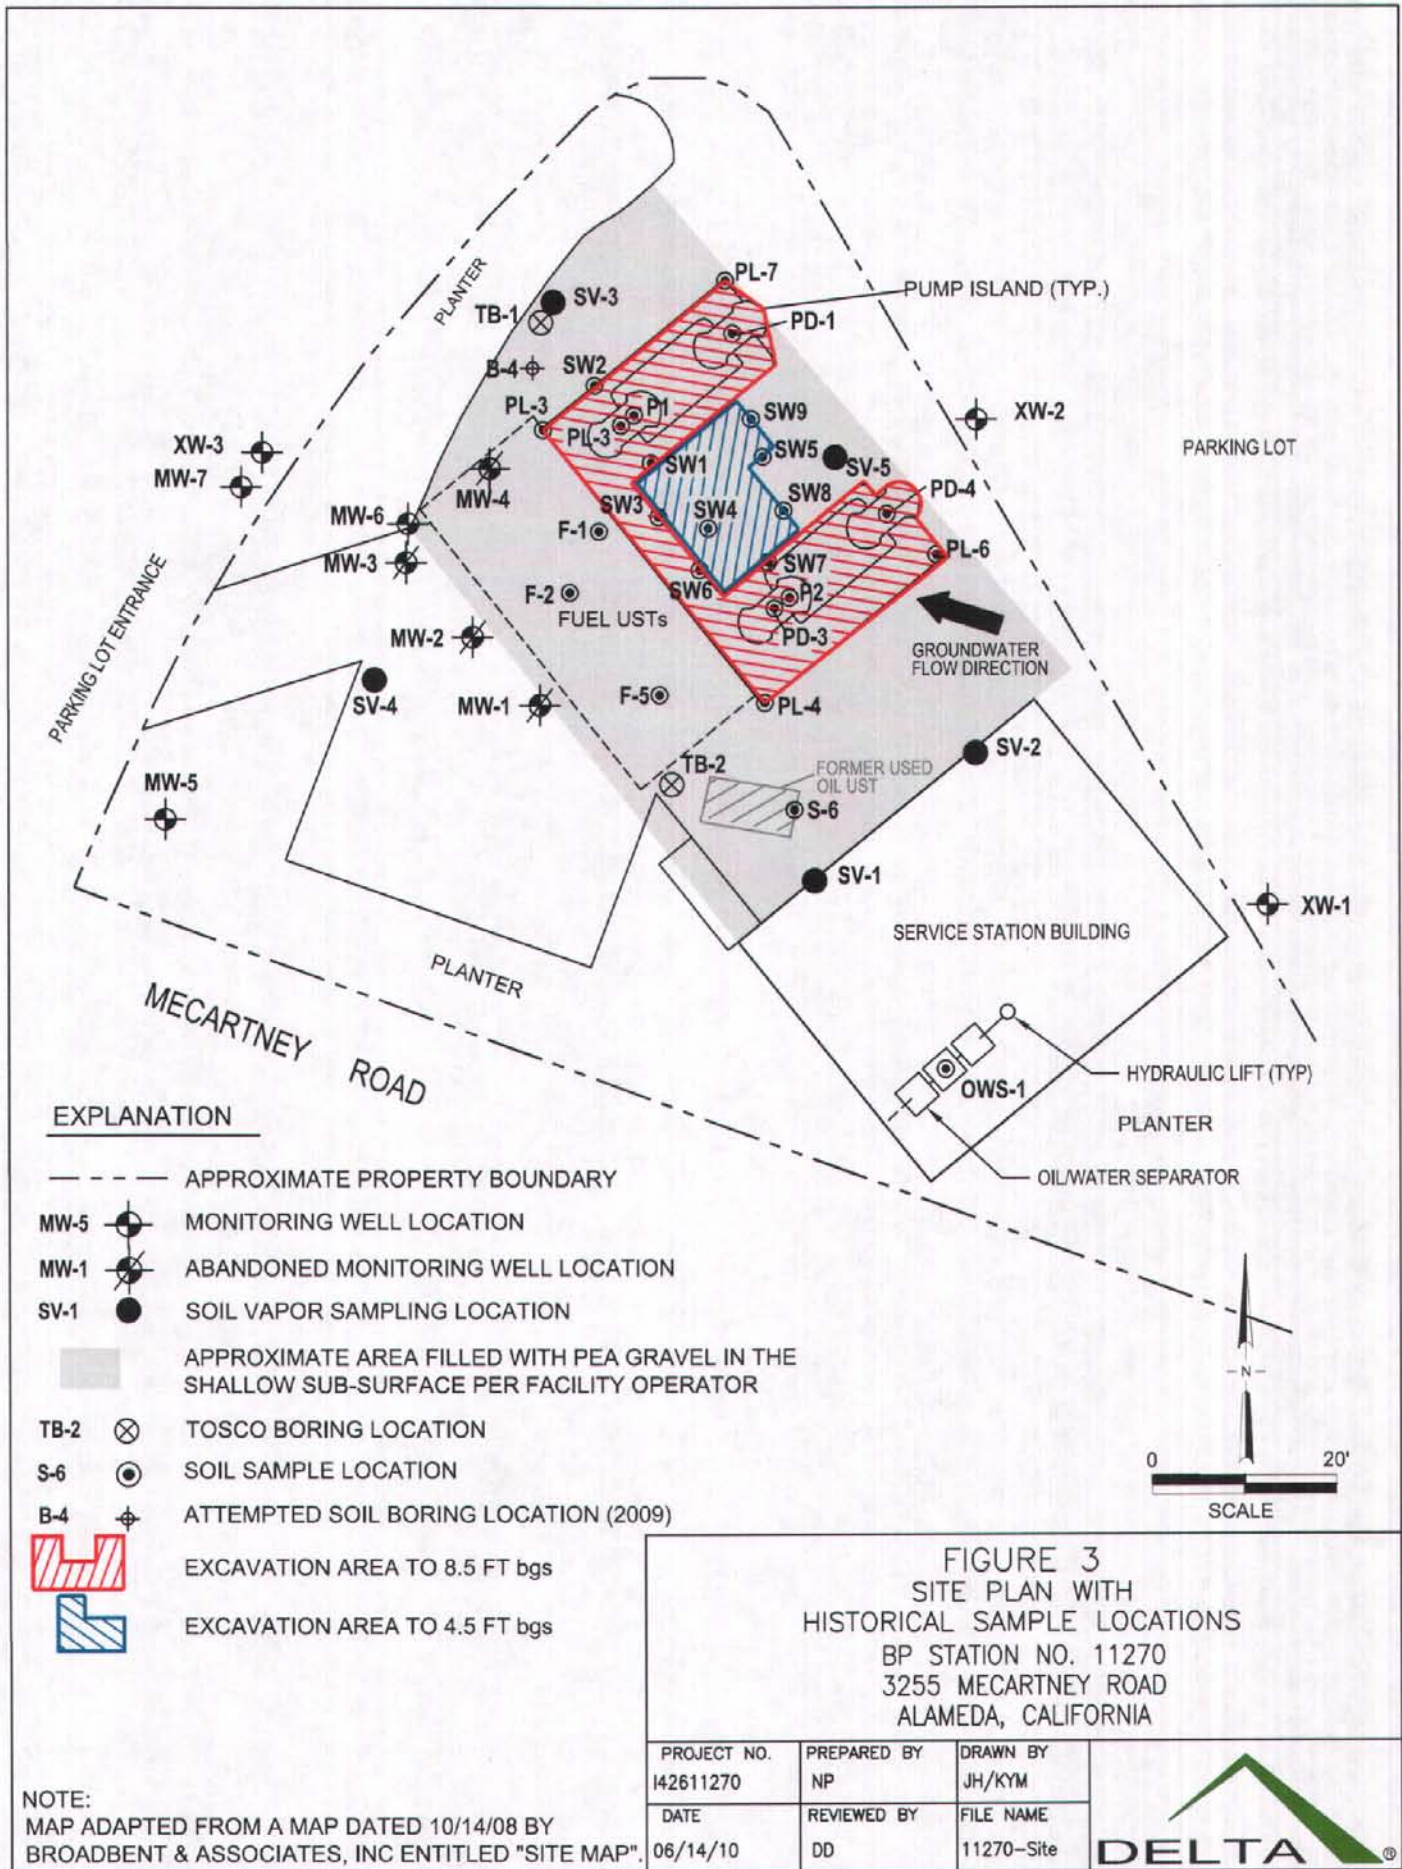 PLANTER
PL-7
PUMP ISLAND (TYP.)
SV-3
TB-1
PD-1
B-4
SW2
PL-3
P1
PL-3
SW9
XW-2
PARKING LOT
XW-3
MW-7
SW1
SW5
SV-5
MW-4
PD-4
MW-6
SW3
SW4
SW8
F-1
MW-3
PL-6
SW7
SW6
F-2
P2
FUEL USTs
PD-3
MW-2
GROUNDWATER
FLOW DIRECTION
PARKING LOT ENTRANCE
SV-4
MW-1
F-5
PL-4
SV-2
TB-2
FORMER USED
OIL UST
MW-5
S-6
SV-1
XW-1
SERVICE STATION BUILDING
PLANTER
MECARTNEY ROAD
HYDRAULIC LIFT (TYP)
OWS-1
PLANTER
OIL/WATER SEPARATOR
EXPLANATION
APPROXIMATE PROPERTY BOUNDARY
MW-5 MONITORING WELL LOCATION
MW-1 ABANDONED MONITORING WELL LOCATION
SV-1 SOIL VAPOR SAMPLING LOCATION
APPROXIMATE AREA FILLED WITH PEA GRAVEL IN THE
SHALLOW SUB-SURFACE PER FACILITY OPERATOR
TB-2 TOSCO BORING LOCATION
S-6 SOIL SAMPLE LOCATION
B-4 ATTEMPTED SOIL BORING LOCATION (2009)
EXCAVATION AREA TO 8.5 FT bgs
EXCAVATION AREA TO 4.5 FT bgs
-N-
0 20'
SCALE
NOTE:
MAP ADAPTED FROM A MAP DATED 10/14/08 BY
BROADBENT & ASSOCIATES, INC ENTITLED "SITE MAP".
FIGURE 3
SITE PLAN WITH
HISTORICAL SAMPLE LOCATIONS
BP STATION NO. 11270
3255 MECARTNEY ROAD
ALAMEDA, CALIFORNIA
PROJECT NO. PREPARED BY DRAWN BY
I42611270 NP JH/KYM
DATE REVIEWED BY FILE NAME
06/14/10 DD 11270-Site
DELTA ®